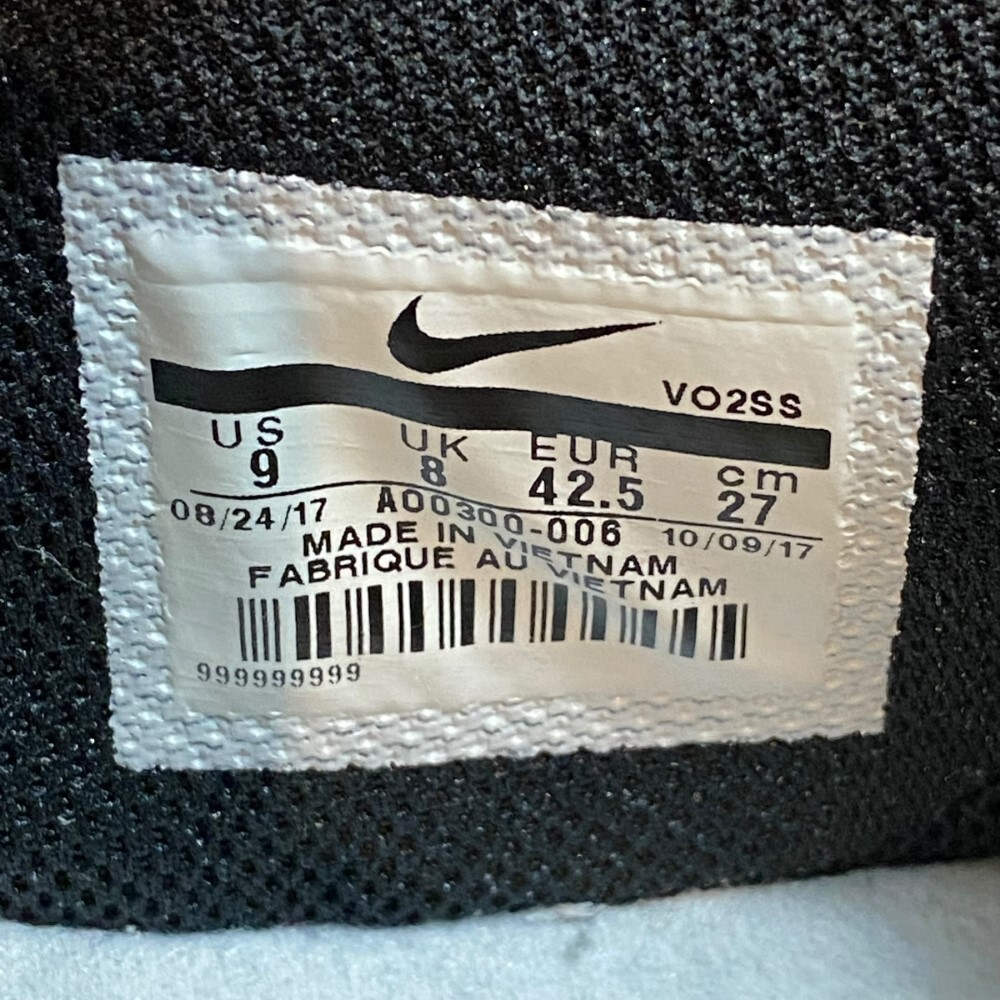 VO2SS
US UK EUR cm
9 8 42.5 27
08/24/17 AO0300-006 10/09/17
MADE IN VIETNAM
FABRIQUE AU VIETNAM
999999999